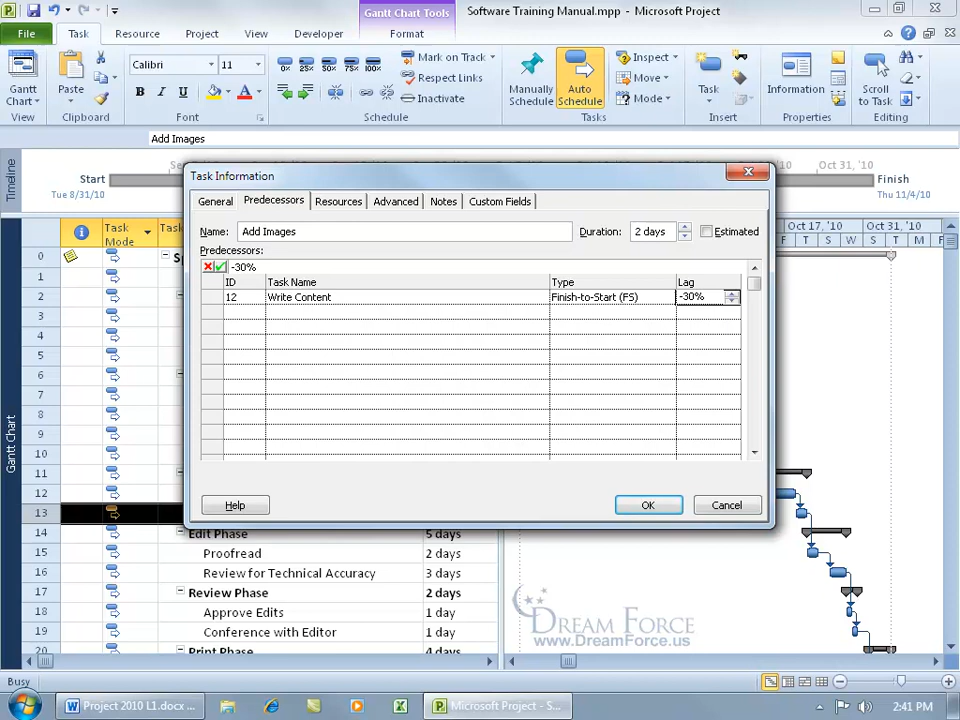 Gantt Chart Tools
Software Training Manual.mpp - Microsoft Project
File Task Resource Project View Developer Format
Gantt Chart
View
Paste
Clipboard
Calibri 11
B I U A
Font
0% 25% 50% 75% 100%
Mark on Track
Respect Links
Inactivate
Schedule
Manually Schedule
Auto Schedule
Inspect
Move
Mode
Tasks
Task
Insert
Information
Properties
Scroll to Task
Editing
Add Images
Timeline
Start
Tue 8/31/10
Oct 31, '10
Finish
Thu 11/4/10
Task Information
General Predecessors Resources Advanced Notes Custom Fields
Name: Add Images Duration: 2 days Estimated
Predecessors:
-30%
ID Task Name Type Lag
12 Write Content Finish-to-Start (FS) -30%
Help OK Cancel
Gantt Chart
Task Mode
Oct 17, '10 Oct 24, '10
T F S T M W F S T T
0
1
2
3
4
5
6
7
8
9
10
11
12
13
14 Edit Phase 5 days
15 Proofread 2 days
16 Review for Technical Accuracy 3 days
17 Review Phase 2 days
18 Approve Edits 1 day
19 Conference with Editor 1 day
20 Print Phase 4 days
DREAM FORCE
www.DreamForce.us
Busy
Project 2010 L1.docx ...
Microsoft Project - S...
2:41 PM